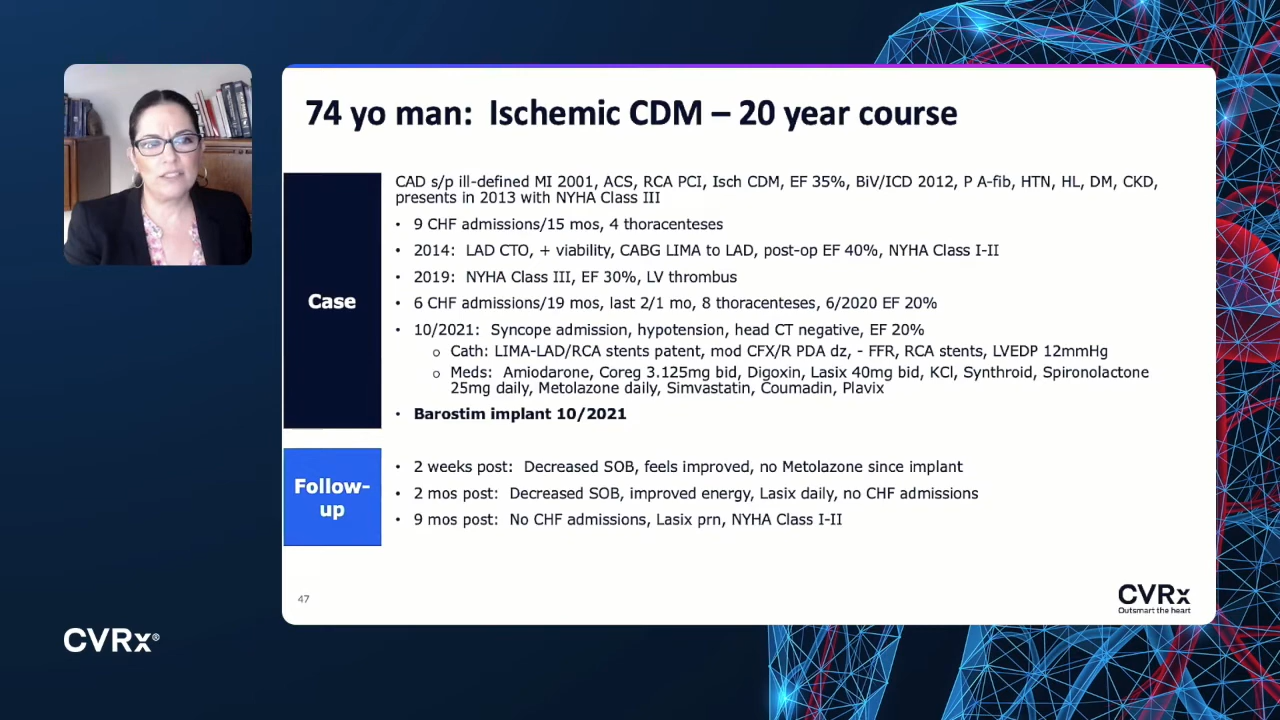 74 yo man: Ischemic CDM – 20 year course
Case
CAD s/p ill-defined MI 2001, ACS, RCA PCI, Isch CDM, EF 35%, BiV/ICD 2012, P A-fib, HTN, HL, DM, CKD,
presents in 2013 with NYHA Class III
• 9 CHF admissions/15 mos, 4 thoracenteses
• 2014: LAD CTO, + viability, CABG LIMA to LAD, post-op EF 40%, NYHA Class I-II
• 2019: NYHA Class III, EF 30%, LV thrombus
• 6 CHF admissions/19 mos, last 2/1 mo, 8 thoracenteses, 6/2020 EF 20%
• 10/2021: Syncope admission, hypotension, head CT negative, EF 20%
o Cath: LIMA-LAD/RCA stents patent, mod CFX/R PDA dz, - FFR, RCA stents, LVEDP 12mmHg
o Meds: Amiodarone, Coreg 3.125mg bid, Digoxin, Lasix 40mg bid, KCl, Synthroid, Spironolactone
25mg daily, Metolazone daily, Simvastatin, Coumadin, Plavix
• Barostim implant 10/2021
Follow-
up
• 2 weeks post: Decreased SOB, feels improved, no Metolazone since implant
• 2 mos post: Decreased SOB, improved energy, Lasix daily, no CHF admissions
• 9 mos post: No CHF admissions, Lasix prn, NYHA Class I-II
47
CVRx
Outsmart the heart
CVRx®